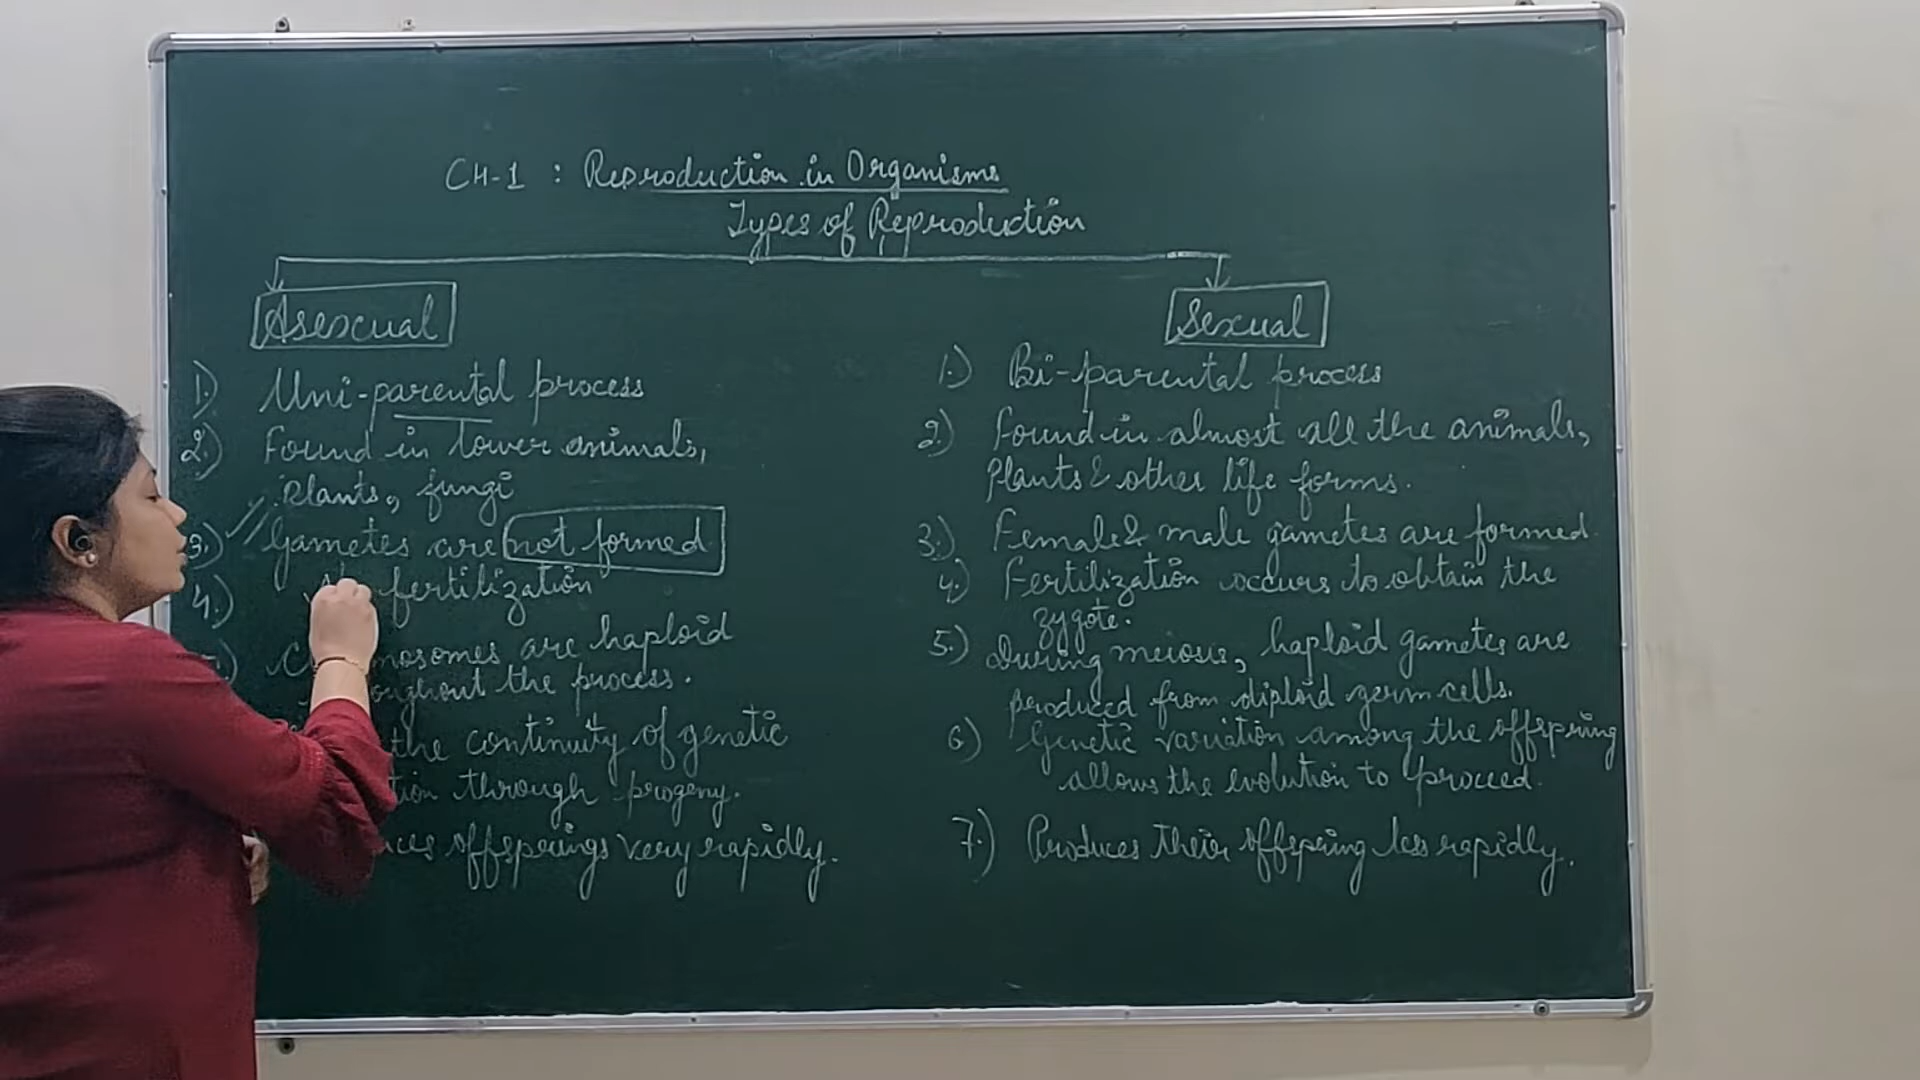 CH-1 : Reproduction in Organisms
Types of Reproduction
Asexual
1.) Uni-parental process
2.) Found in lower animals,
Plants, fungi
3.) Gametes are not formed
4.) fertilization
are haploid
the process.
the continuity of genetic
through progeny.
offsprings very rapidly.
Sexual
1.) Bi-parental process
2.) Found in almost all the animals,
Plants & other life forms.
3.) Female & male gametes are formed.
4.) Fertilization occurs to obtain the
zygote.
5.) During meiosis, haploid gametes are
produced from diploid germ cells.
6) Genetic variation among the offspring
allows the evolution to proceed.
7.) Produces their offspring less rapidly.